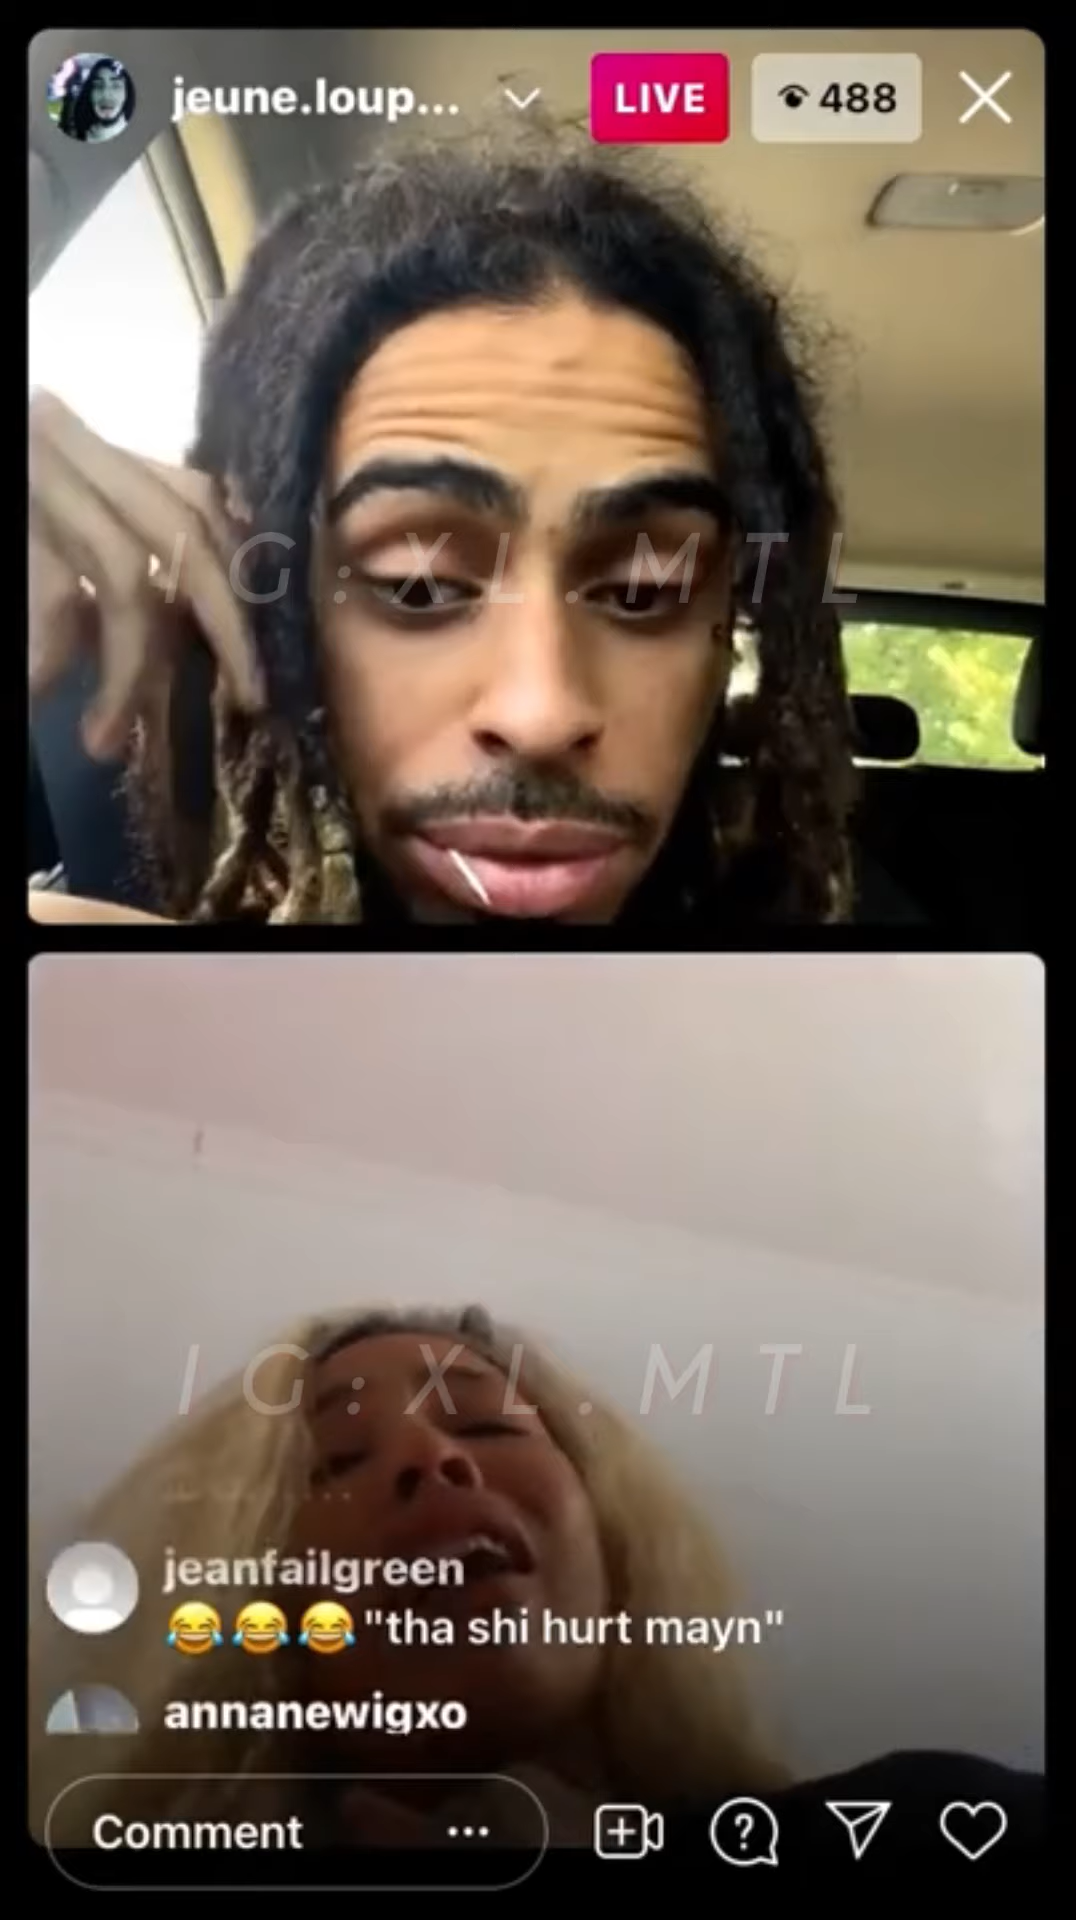 jeune.loup...
LIVE
488
IG:XL.MTL
IG:XL.MTL
jeanfailgreen
😂😂😂"tha shi hurt mayn"
annanewigxo
Comment